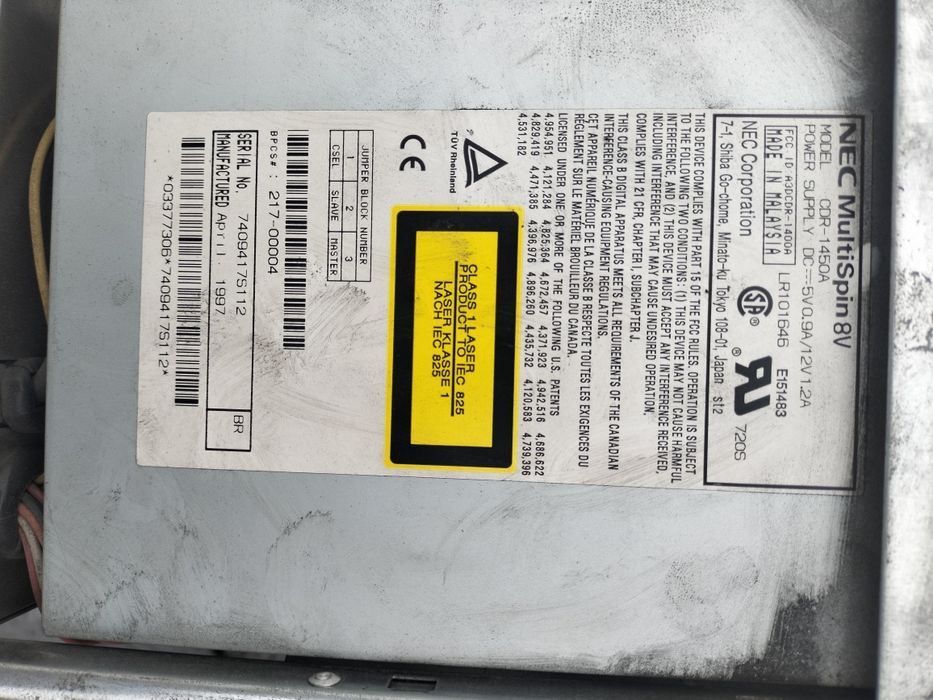 NEC MultiSpin 8V
MODEL CDR-1450A
POWER SUPPLY DC⎓5V0.9A/12V1.2A
FCC ID A3DCDR-1400A LR101646 E151483
MADE IN MALAYSIA
SA® ® 720S
NEC Corporation
7-1, Shiba Go-chome, Minato-ku, Tokyo 108-01, Japan st2
THIS DEVICE COMPLIES WITH PART 15 OF THE FCC RULES. OPERATION IS SUBJECT
TO THE FOLLOWING TWO CONDITIONS: (1) THIS DEVICE MAY NOT CAUSE HARMFUL
INTERFERENCE, AND (2) THIS DEVICE MUST ACCEPT ANY INTERFERENCE RECEIVED,
INCLUDING INTERFERENCE THAT MAY CAUSE UNDESIRED OPERATION.
COMPLIES WITH 21 CFR, CHAPTER I, SUBCHAPTER J.
THIS CLASS B DIGITAL APPARATUS MEETS ALL REQUIREMENTS OF THE CANADIAN
INTERFERENCE-CAUSING EQUIPMENT REGULATIONS.
CET APPAREIL NUMÉRIQUE DE LA CLASSE B RESPECTE TOUTES LES EXIGENCES DU
RÈGLEMENT SUR LE MATÉRIEL BROUILLEUR DU CANADA.
LICENSED UNDER ONE OR MORE OF THE FOLLOWING U.S. PATENTS
4,954,951 4,121,284 4,825,364 4,672,457 4,371,923 4,942,516 4,686,622
4,829,419 4,471,385 4,396,976 4,890,260 4,435,732 4,120,583 4,739,396
4,531,182
TÜV Rheinland
CE
CLASS 1 LASER
PRODUCT TO IEC 825
LASER KLASSE 1
NACH IEC 825
JUMPER BLOCK NUMBER
1 2 3
CSEL SLAVE MASTER
BPCS#: 217-00004
SERIAL No. 7409417S112 BR
MANUFACTURED April. 1997
*03377306*7409417S112*